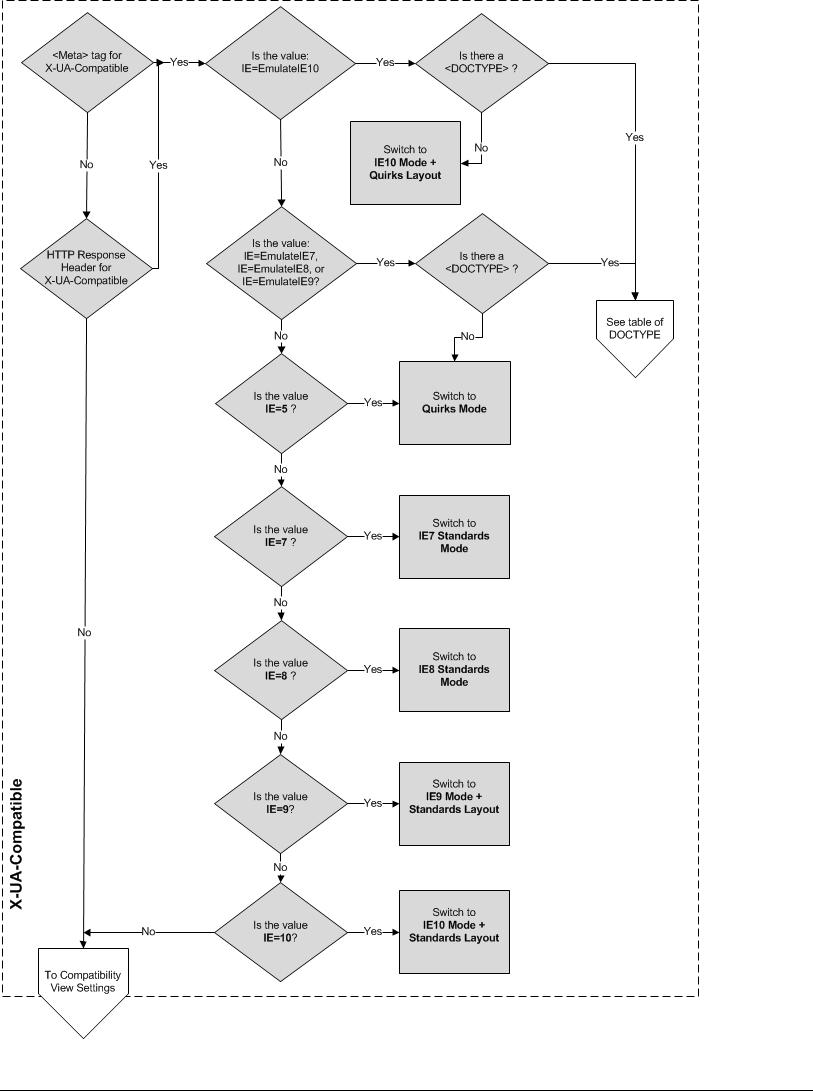 <Meta> tag for
X-UA-Compatible
Yes
Is the value:
IE=EmulateIE10
Yes
Is there a
<DOCTYPE> ?
Yes
No
Yes
No
No
Switch to
IE10 Mode +
Quirks Layout
HTTP Response
Header for
X-UA-Compatible
Is the value:
IE=EmulateIE7,
IE=EmulateIE8, or
IE=EmulateIE9?
Yes
Is there a
<DOCTYPE> ?
Yes
See table of
DOCTYPE
No
No
Is the value
IE=5 ?
Yes
Switch to
Quirks Mode
No
Is the value
IE=7 ?
Yes
Switch to
IE7 Standards
Mode
No
No
Is the value
IE=8 ?
Yes
Switch to
IE8 Standards
Mode
No
Is the value
IE=9?
Yes
Switch to
IE9 Mode +
Standards Layout
No
X-UA-Compatible
Is the value
IE=10?
Yes
Switch to
IE10 Mode +
Standards Layout
No
To Compatibility
View Settings